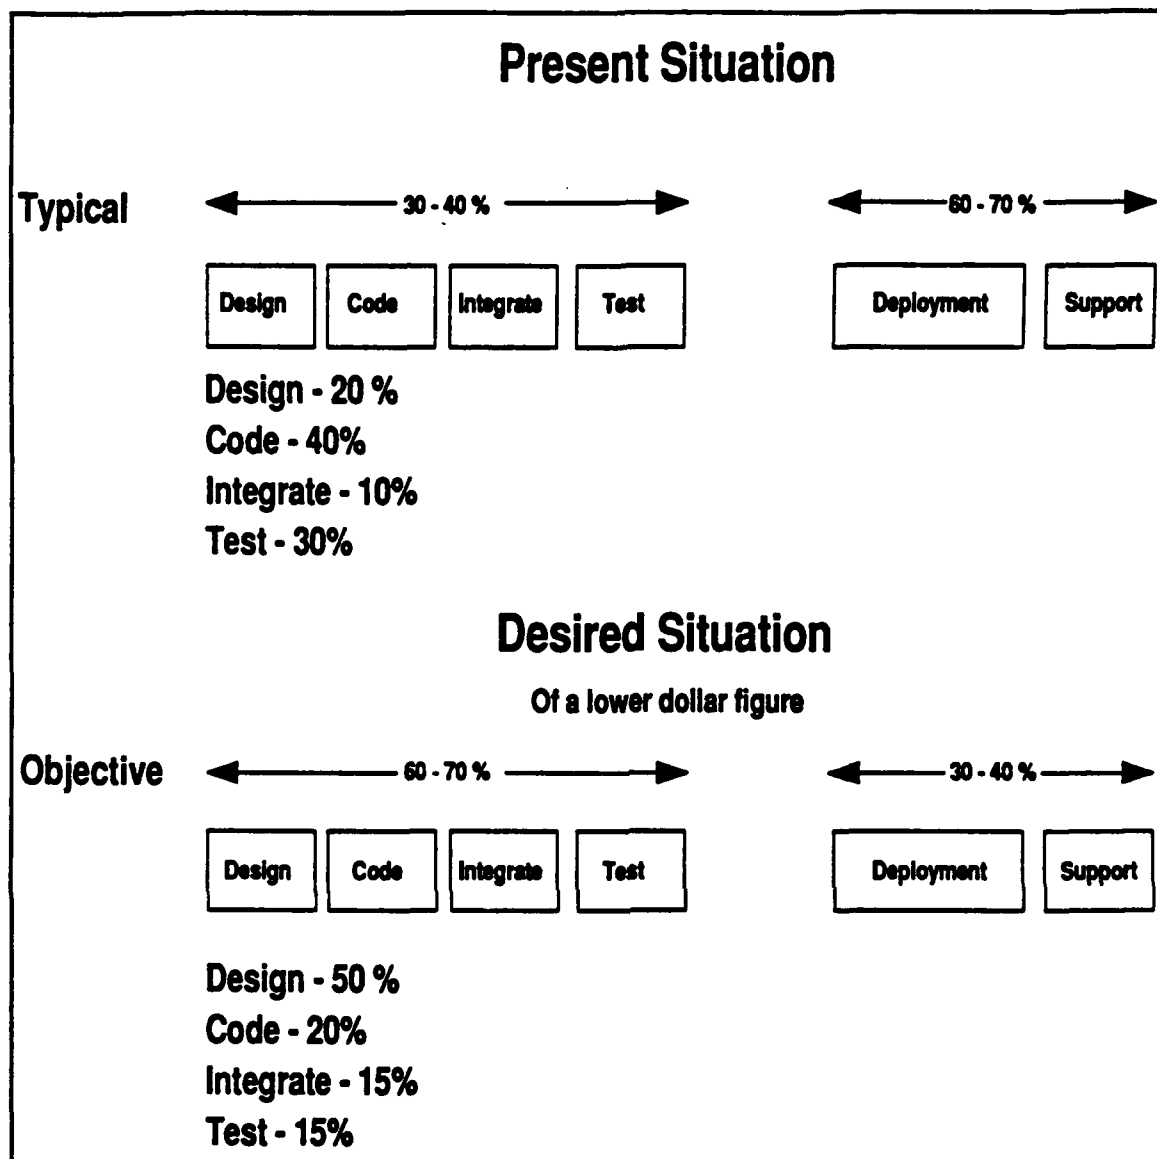 Present Situation
Typical 30 - 40 % 60 - 70 %
Design Code Integrate Test Deployment Support
Design - 20 %
Code - 40%
Integrate - 10%
Test - 30%
Desired Situation
Of a lower dollar figure
Objective 60 - 70 % 30 - 40 %
Design Code Integrate Test Deployment Support
Design - 50 %
Code - 20%
Integrate - 15%
Test - 15%